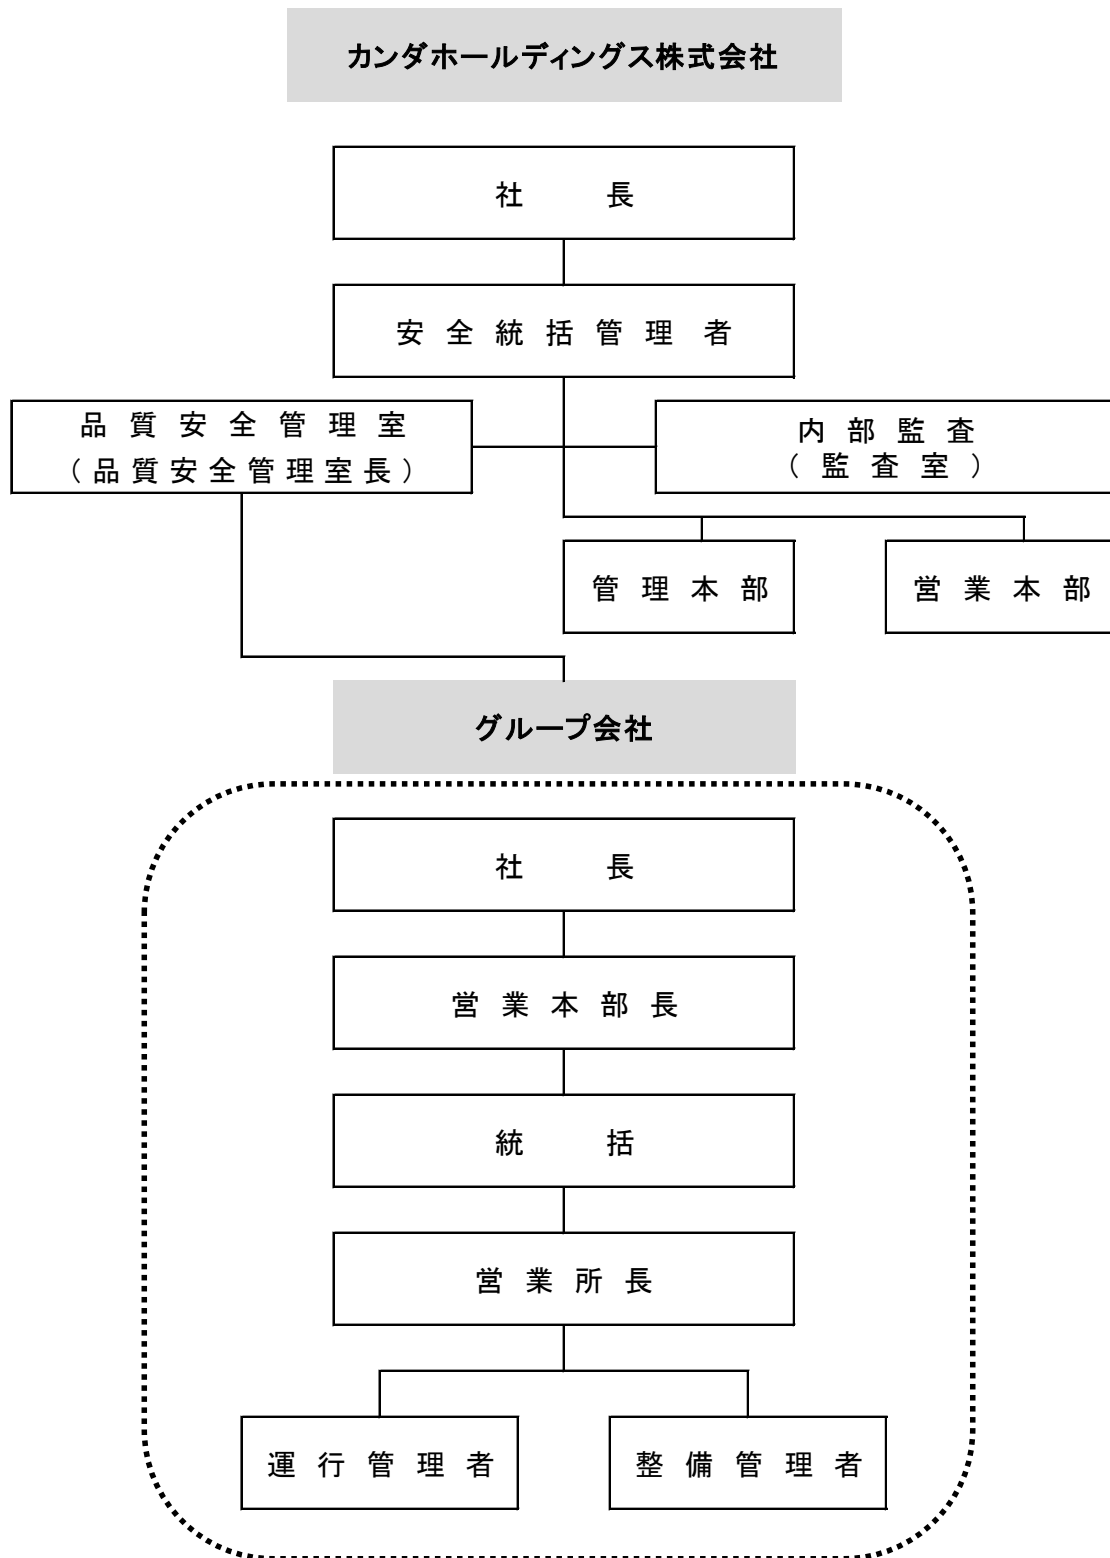 カンダホールディングス株式会社
社長
安全統括管理者
品質安全管理室
（品質安全管理室長）
内部監査
（監査室）
管理本部
営業本部
グループ会社
社長
営業本部長
統括
営業所長
運行管理者
整備管理者